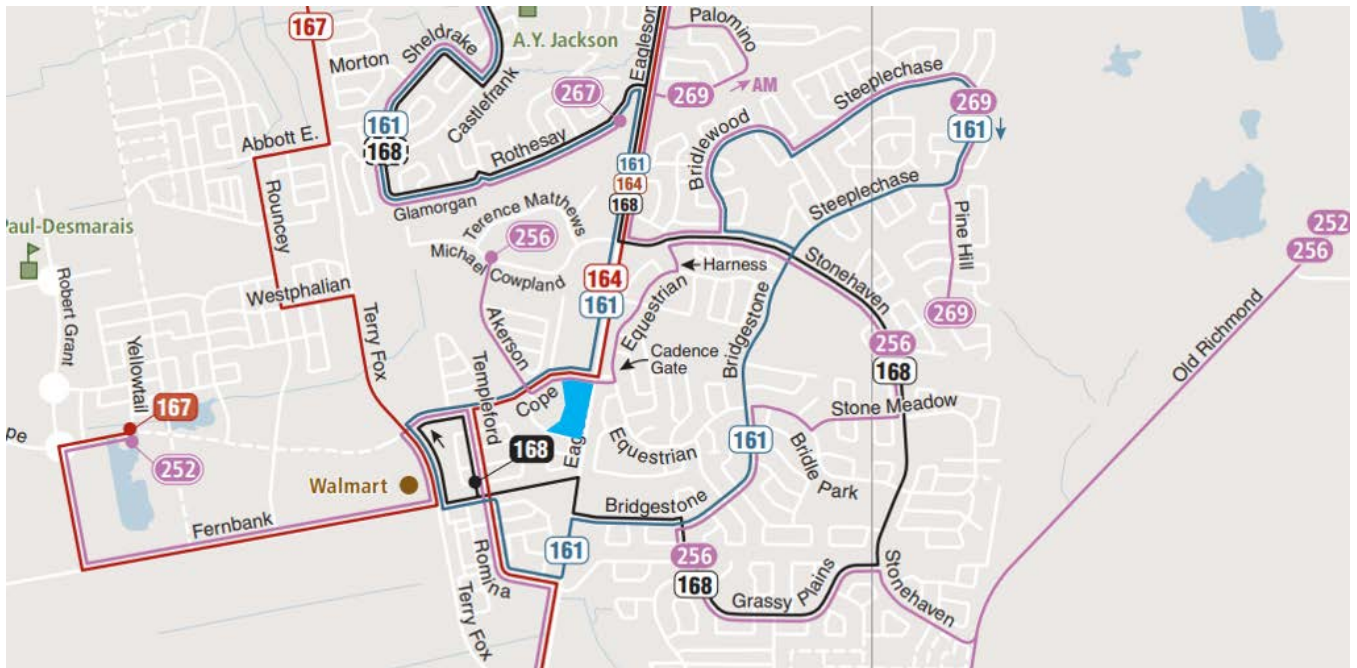 167
Morton
Sheldrake
Castlefrank
A.Y. Jackson
Eagleson
Palomino
269
AM
267
161
168
Abbott E.
Rothesay
Glamorgan
Bridlewood
Steeplechase
269
161
161
164
168
Steeplechase
Rouncey
Paul-Desmarais
Terence Matthews
256
Michael Cowpland
Harness
Stonehaven
Pine Hill
252
256
Robert Grant
Westphalian
Terry Fox
164
161
Equestrian
Bridgestone
269
Akerson
Cadence
Gate
256
168
Old Richmond
Yellowtail
167
252
Templeford
Cope
Stone Meadow
pe
168
Eag
Equestrian
161
Bridle Park
Walmart
Bridgestone
Fernbank
161
256
168
Romina
Terry Fox
Grassy Plains
Stonehaven